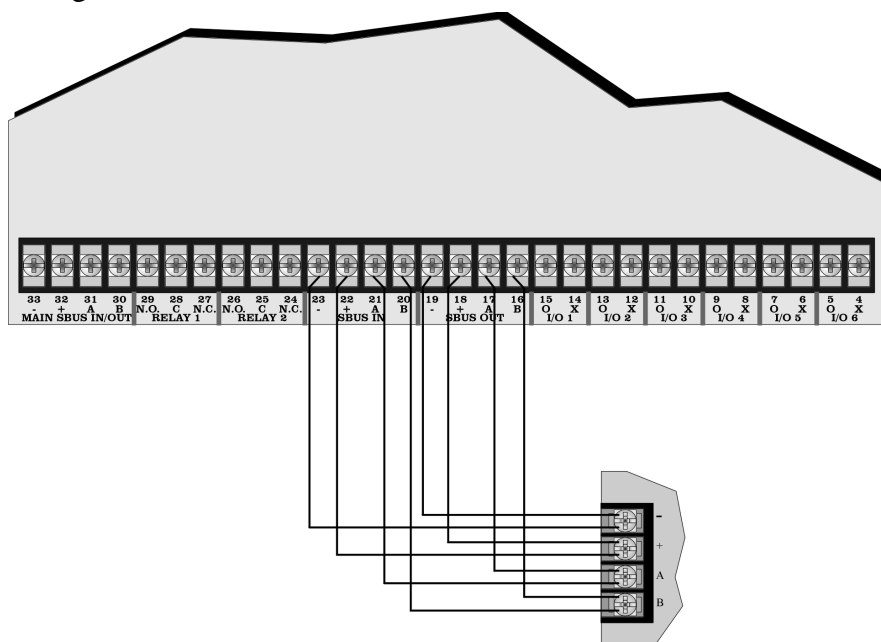 33 32 31 30 29 28 27 26 25 24 23 22 21 20 19 18 17 16 15 14 13 12 11 10 9 8 7 6 5 4
- + A B N.O. C N.C. N.O. C N.C. - + A B - + A B O X O X O X O X O X O X
MAIN SBUS IN/OUT RELAY 1 RELAY 2 SBUS IN SBUS OUT I/O 1 I/O 2 I/O 3 I/O 4 I/O 5 I/O 6
-
+
A
B